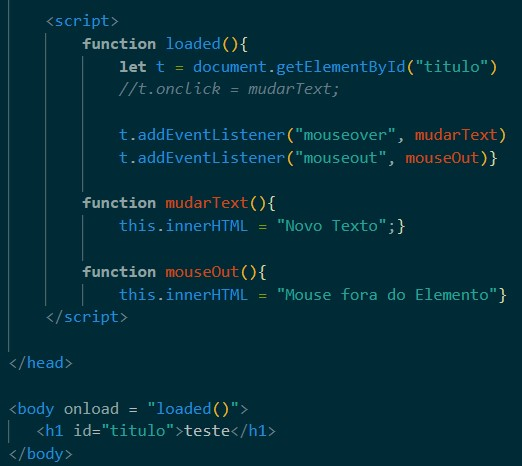 <script>
function loaded(){
let t = document.getElementById("titulo")
//t.onclick = mudarText;
t.addEventListener("mouseover", mudarText)
t.addEventListener("mouseout", mouseOut)}
function mudarText(){
this.innerHTML = "Novo Texto";}
function mouseOut(){
this.innerHTML = "Mouse fora do Elemento"}
</script>
</head>
<body onload = "loaded()">
<h1 id="titulo">teste</h1>
</body>